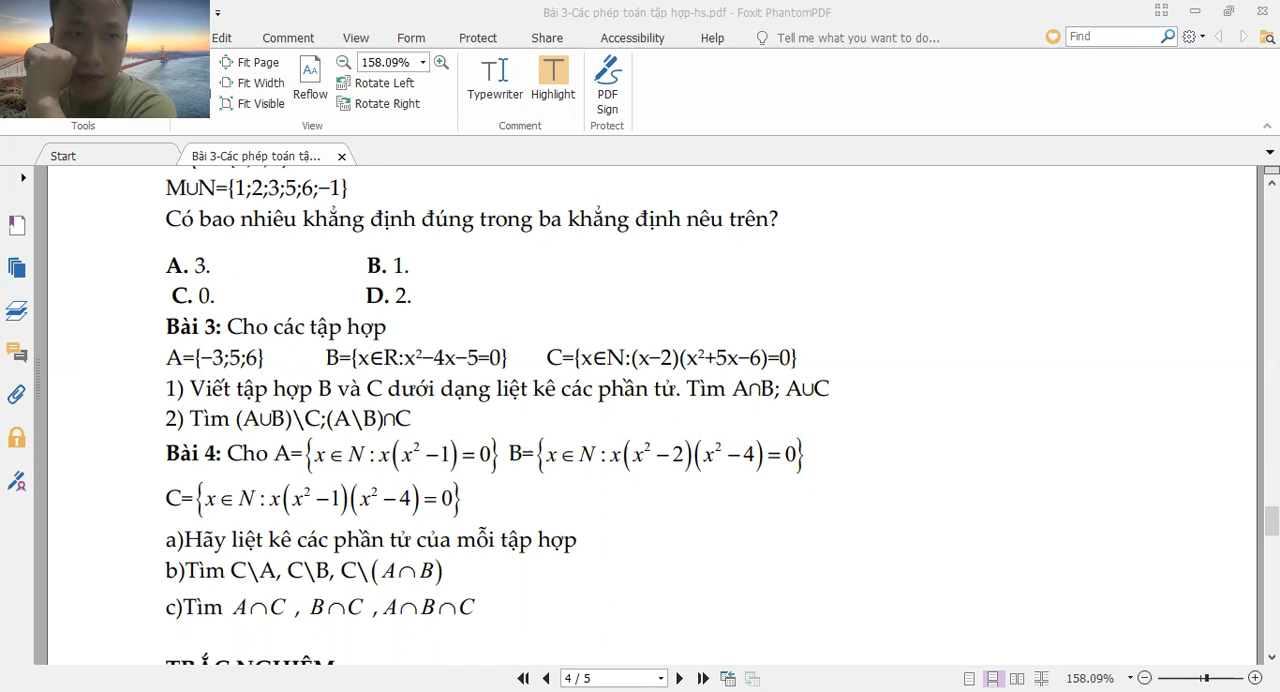 Bài 3-Các phép toán tập hợp-hs.pdf - Foxit PhantomPDF
Edit Comment View Form Protect Share Accessibility Help Tell me what you want to do... Find
Fit Page
Fit Width
Fit Visible
Reflow
158.09%
Rotate Left
Rotate Right
Typewriter
Highlight
PDF
Sign
Tools View Comment Protect
Start Bài 3-Các phép toán tậ...
M∪N={1;2;3;5;6;−1}
Có bao nhiêu khẳng định đúng trong ba khẳng định nêu trên?
A. 3. B. 1.
C. 0. D. 2.
Bài 3: Cho các tập hợp
A={−3;5;6} B={x∈R:x²−4x−5=0} C={x∈N:(x−2)(x²+5x−6)=0}
1) Viết tập hợp B và C dưới dạng liệt kê các phần tử. Tìm A∩B; A∪C
2) Tìm (A∪B)\C;(A\B)∩C
Bài 4: Cho A={x∈N:x(x²−1)=0} B={x∈N:x(x²−2)(x²−4)=0}
C={x∈N:x(x²−1)(x²−4)=0}
a)Hãy liệt kê các phần tử của mỗi tập hợp
b)Tìm C\A, C\B, C\(A∩B)
c)Tìm A∩C , B∩C , A∩B∩C
TRẮC NGHIỆM
4 / 5 158.09%